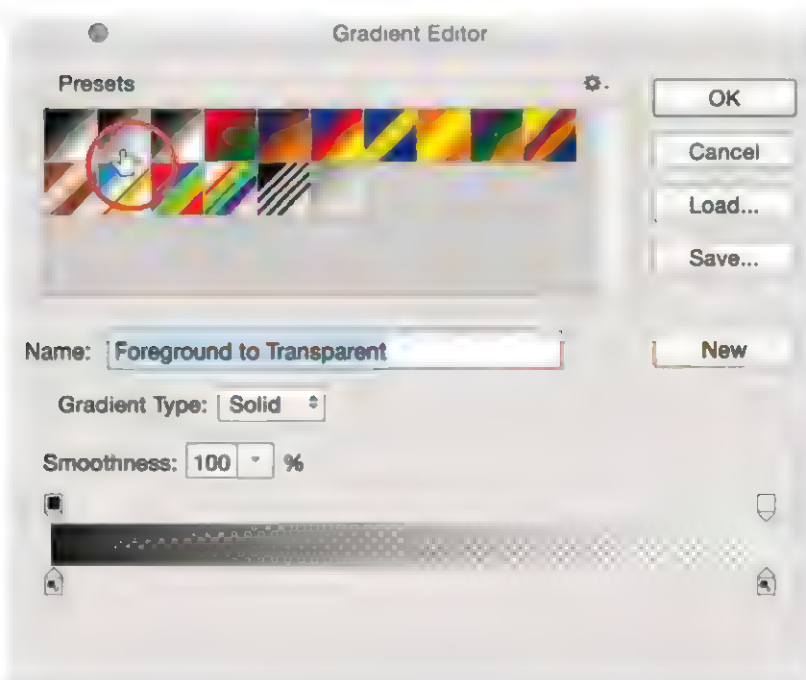 Gradient Editor
Presets
OK
Cancel
Load...
Save...
Name: Foreground to Transparent
New
Gradient Type: Solid
Smoothness: 100 %